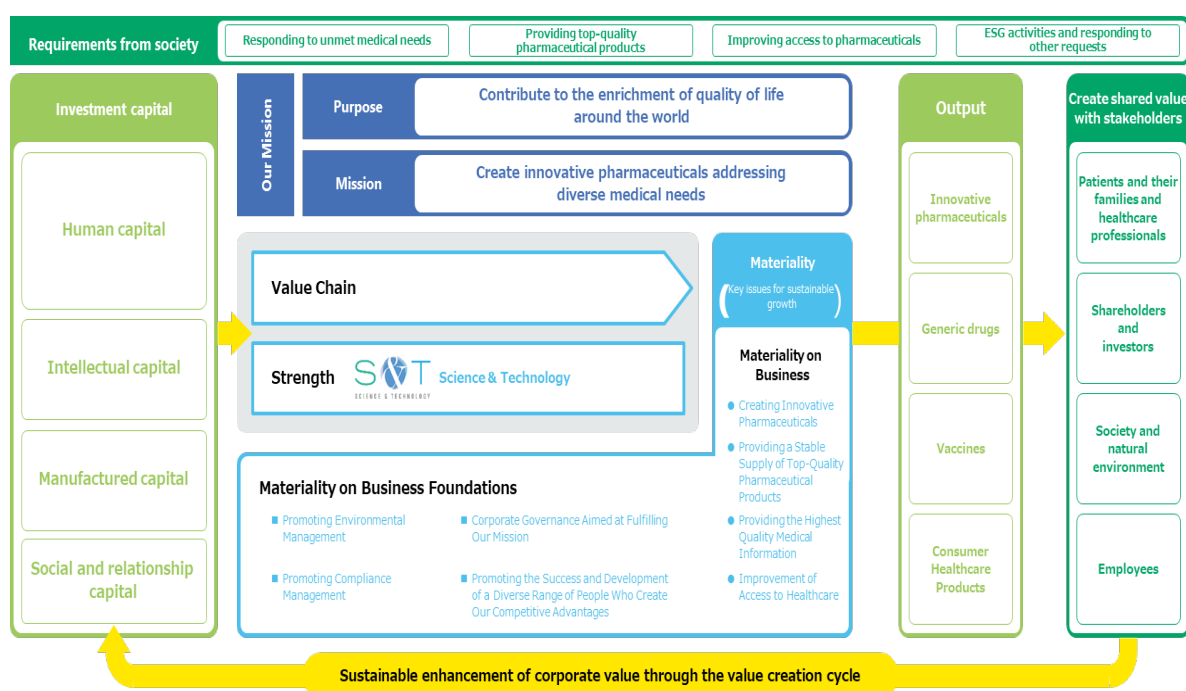 Requirements from society
Responding to unmet medical needs
Providing top-quality
pharmaceutical products
Improving access to pharmaceuticals
ESG activities and responding to
other requests
Investment capital
Human capital
Intellectual capital
Manufactured capital
Social and relationship
capital
Our Mission
Purpose
Contribute to the enrichment of quality of life
around the world
Mission
Create innovative pharmaceuticals addressing
diverse medical needs
Value Chain
Strength
S&T
SCIENCE & TECHNOLOGY
Science & Technology
Materiality
(Key issues for sustainable
growth)
Materiality on
Business
● Creating Innovative
Pharmaceuticals
● Providing a Stable
Supply of Top-Quality
Pharmaceutical
Products
● Providing the Highest
Quality Medical
Information
● Improvement of
Access to Healthcare
Materiality on Business Foundations
■ Promoting Environmental
Management
■ Corporate Governance Aimed at Fulfilling
Our Mission
■ Promoting Compliance
Management
■ Promoting the Success and Development
of a Diverse Range of People Who Create
Our Competitive Advantages
Output
Innovative
pharmaceuticals
Generic drugs
Vaccines
Consumer
Healthcare
Products
Create shared value
with stakeholders
Patients and their
families and
healthcare
professionals
Shareholders
and
investors
Society and
natural
environment
Employees
Sustainable enhancement of corporate value through the value creation cycle